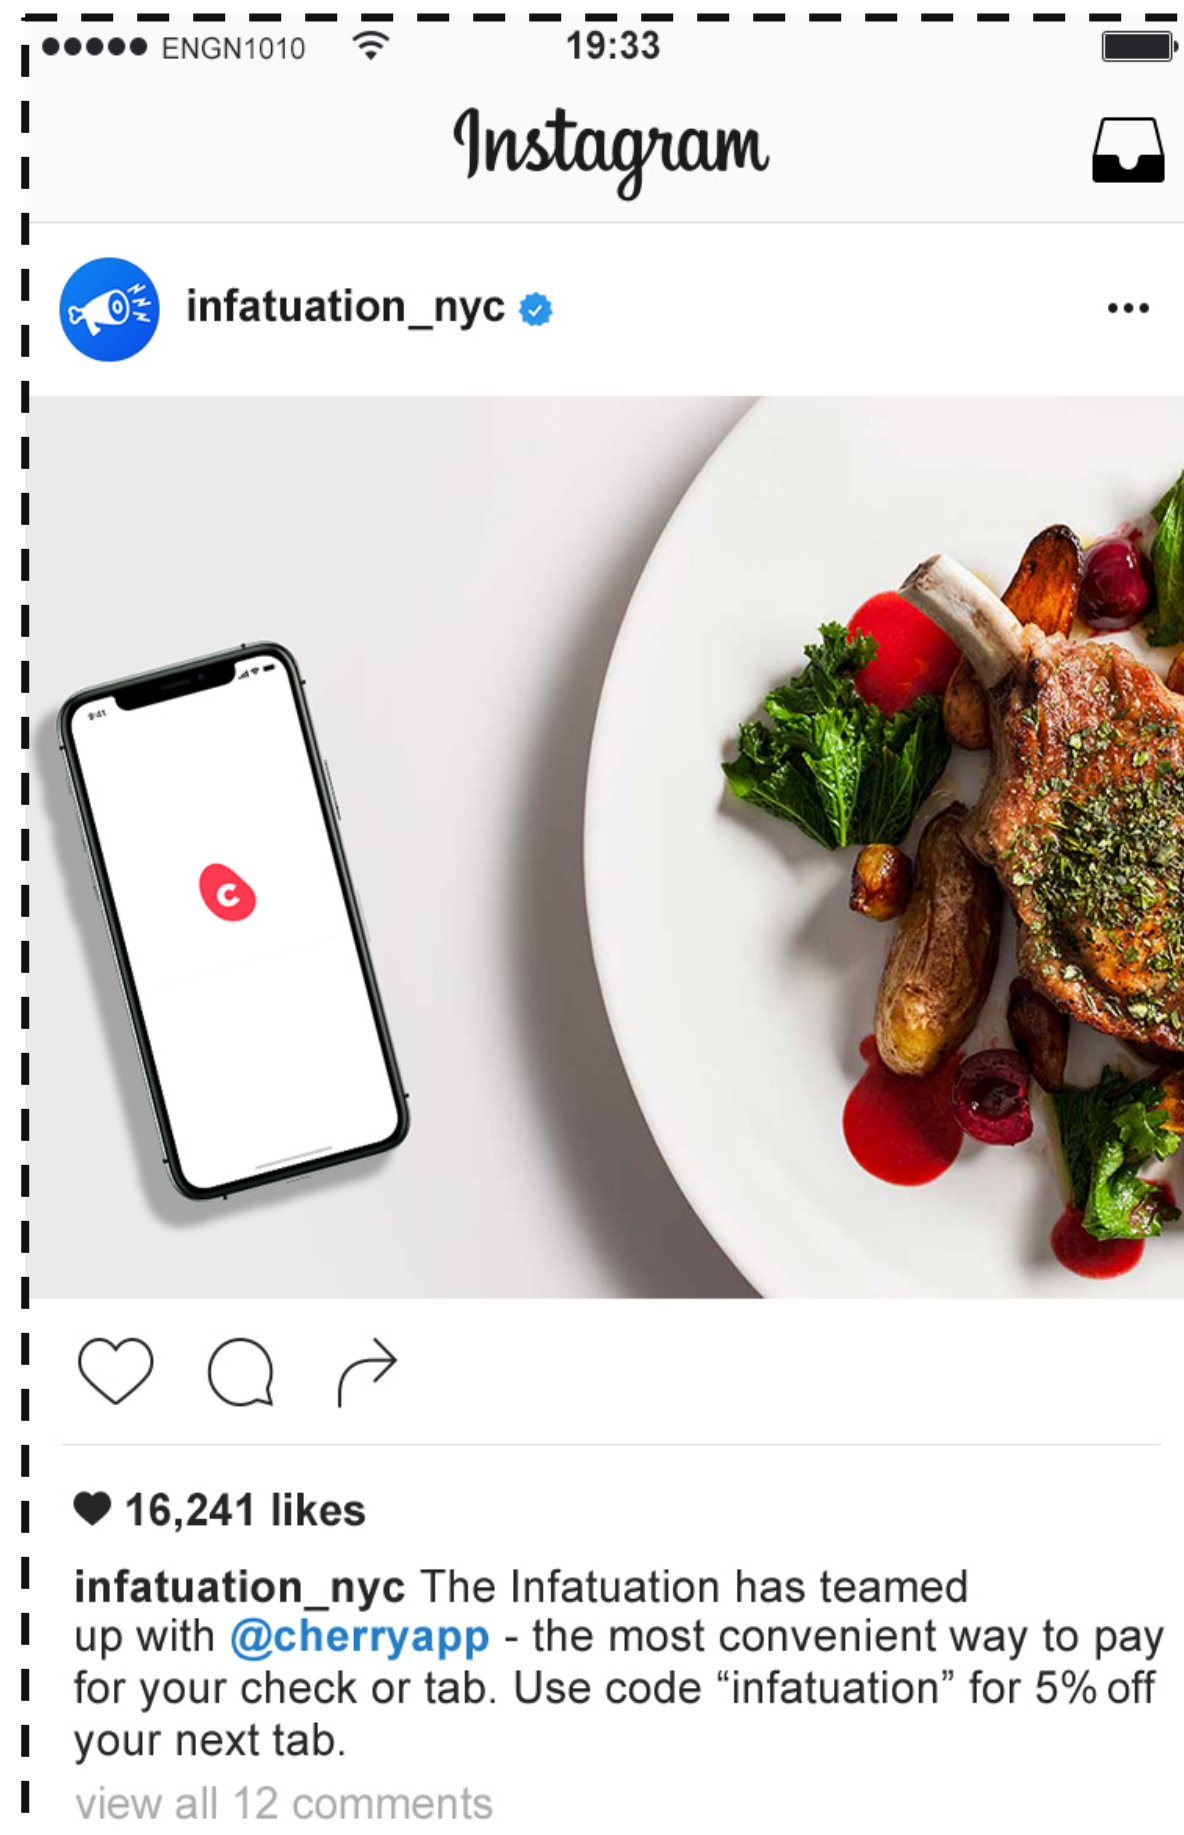 ENGN1010 19:33
Instagram
infatuation_nyc
9:41
C
16,241 likes
infatuation_nyc The Infatuation has teamed
up with @cherryapp - the most convenient way to pay
for your check or tab. Use code “infatuation” for 5% off
your next tab.
view all 12 comments